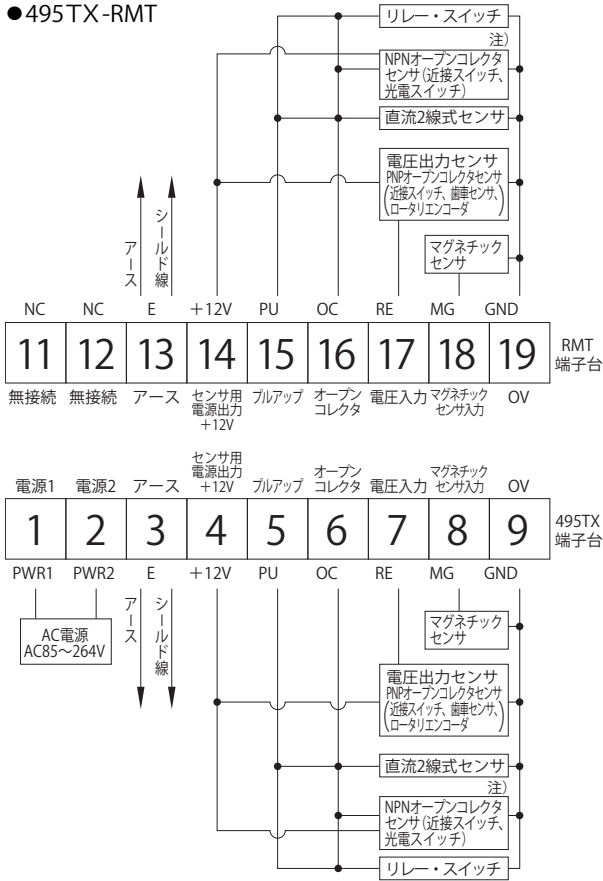 ●495TX-RMT
リレー・スイッチ
注)
NPNオープンコレクタ
センサ(近接スイッチ、
光電スイッチ)
直流2線式センサ
電圧出力センサ
PNPオープンコレクタセンサ
(近接スイッチ、歯車センサ、
ロータリエンコーダ)
マグネチック
センサ
アース
シールド線
NC NC E +12V PU OC RE MG GND
11 12 13 14 15 16 17 18 19
RMT
端子台
無接続 無接続 アース センサ用 プルアップ オープン 電圧入力 マグネチック OV
電源出力 コレクタ センサ入力
+12V
センサ用
電源出力 オープン マグネチック
電源1 電源2 アース +12V プルアップ コレクタ 電圧入力 センサ入力 OV
1 2 3 4 5 6 7 8 9
495TX
端子台
PWR1 PWR2 E +12V PU OC RE MG GND
AC電源
AC85〜264V
アース
シールド線
マグネチック
センサ
電圧出力センサ
PNPオープンコレクタセンサ
(近接スイッチ、歯車センサ、
ロータリエンコーダ)
直流2線式センサ
注)
NPNオープンコレクタ
センサ(近接スイッチ、
光電スイッチ)
リレー・スイッチ